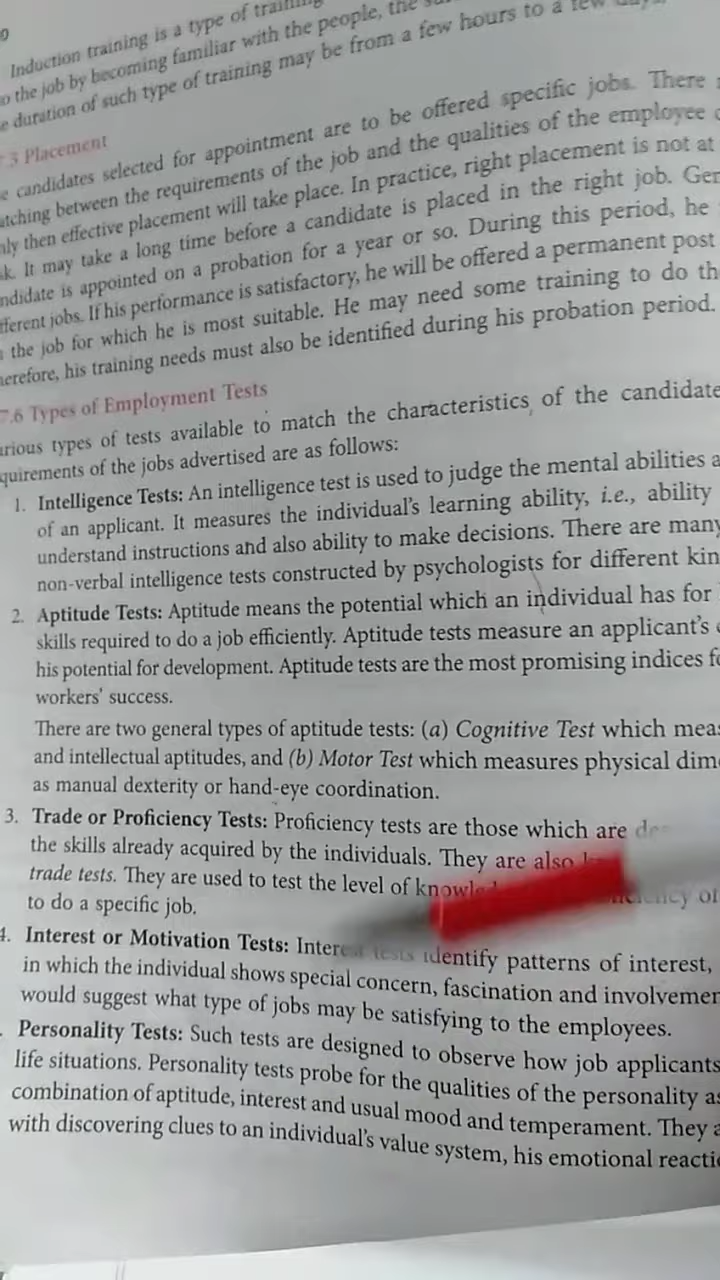 Induction training is a type of training
the job by becoming familiar with the people, the
duration of such type of training may be from a few hours to a few days.
3 Placement
candidates selected for appointment are to be offered specific jobs. There
between the requirements of the job and the qualities of the employee
then effective placement will take place. In practice, right placement is not at
It may take a long time before a candidate is placed in the right job.
is appointed on a probation for a year or so. During this period, he
jobs. If his performance is satisfactory, he will be offered a permanent post
the job for which he is most suitable. He may need some training to do
his training needs must also be identified during his probation period.
7.6 Types of Employment Tests
types of tests available to match the characteristics of the candidate
of the jobs advertised are as follows:
1. Intelligence Tests: An intelligence test is used to judge the mental abilities
of an applicant. It measures the individual's learning ability, i.e., ability
understand instructions and also ability to make decisions. There are many
non-verbal intelligence tests constructed by psychologists for different
2. Aptitude Tests: Aptitude means the potential which an individual has for
skills required to do a job efficiently. Aptitude tests measure an applicant's
his potential for development. Aptitude tests are the most promising indices
workers' success.
There are two general types of aptitude tests: (a) Cognitive Test which
and intellectual aptitudes, and (b) Motor Test which measures physical
as manual dexterity or hand-eye coordination.
3. Trade or Proficiency Tests: Proficiency tests are those which are
the skills already acquired by the individuals. They are also
trade tests. They are used to test the level of of
to do a specific job.
4. Interest or Motivation Tests: Interest tests identify patterns of interest,
in which the individual shows special concern, fascination and
would suggest what type of jobs may be satisfying to the employees.
Personality Tests: Such tests are designed to observe how job applicants
life situations. Personality tests probe for the qualities of the personality
combination of aptitude, interest and usual mood and temperament. They
with discovering clues to an individual's value system, his emotional